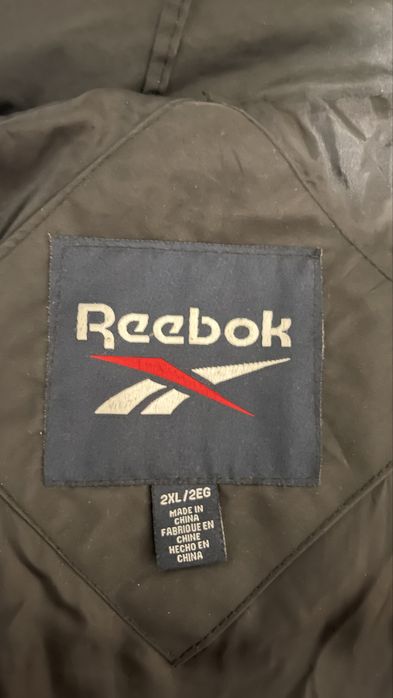 Reebok
2XL/2EG
MADE IN
CHINA
FABRIQUE EN
CHINE
HECHO EN
CHINA